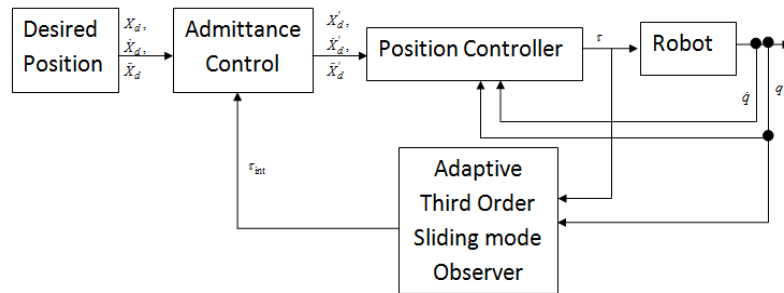 Desired
Position
X_d,
Ẋ_d,
Ẍ_d
Admittance
Control
X'_d,
Ẋ'_d,
Ẍ'_d
Position Controller
τ
Robot
q̇
q
τ_int
Adaptive
Third Order
Sliding mode
Observer